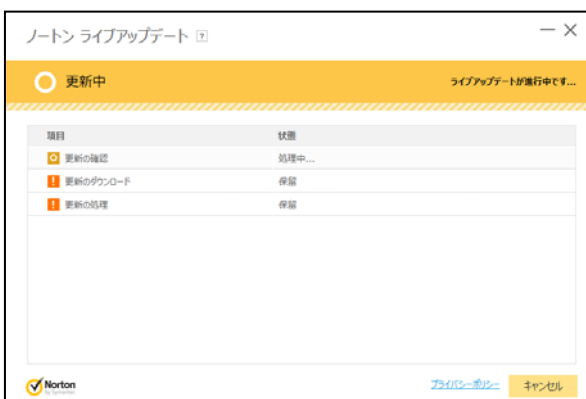 ノートン ライブアップデート ?
更新中
ライブアップデートが進行中です...
項目 状態
更新の確認 処理中...
! 更新のダウンロード 保留
! 更新の処理 保留
Norton
by Symantec
プライバシーポリシー
キャンセル